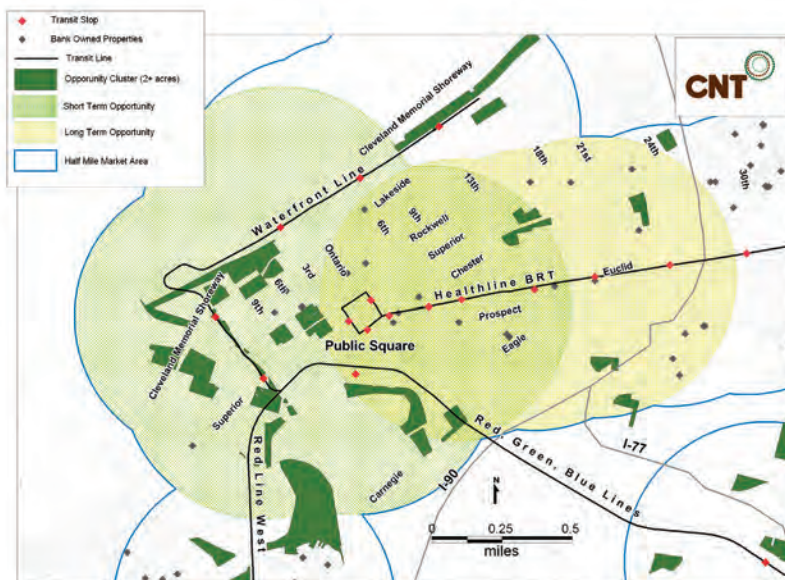 Transit Stop
Bank Owned Properties
Transit Line
Opporunity Cluster (2+ acres)
Short Term Opportunity
Long Term Opportunity
Half Mile Market Area
CNT
Cleveland Memorial Shoreway
Waterfront Line
18th
21st
24th
30th
13th
Lakeside
9th
6th
Rockwell
Superior
Chester
Ontario
3rd
6th
9th
Healthline BRT
Euclid
Prospect
Eagle
Public Square
Cleveland Memorial Shoreway
Superior
Red Line West
Carnegie
Red, Green, Blue Lines
I-90
I-77
N
0 0.25 0.5
miles